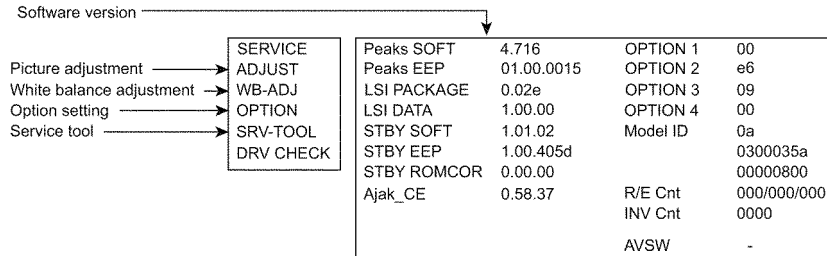 Software version
SERVICE
Picture adjustment ADJUST
White balance adjustment WB-ADJ
Option setting OPTION
Service tool SRV-TOOL
DRV CHECK
Peaks SOFT 4.716 OPTION 1 00
Peaks EEP 01.00.0015 OPTION 2 e6
LSI PACKAGE 0.02e OPTION 3 09
LSI DATA 1.00.00 OPTION 4 00
STBY SOFT 1.01.02 Model ID 0a
STBY EEP 1.00.405d 0300035a
STBY ROMCOR 0.00.00 00000800
Ajak_CE 0.58.37 R/E Cnt 000/000/000
INV Cnt 0000
AVSW -